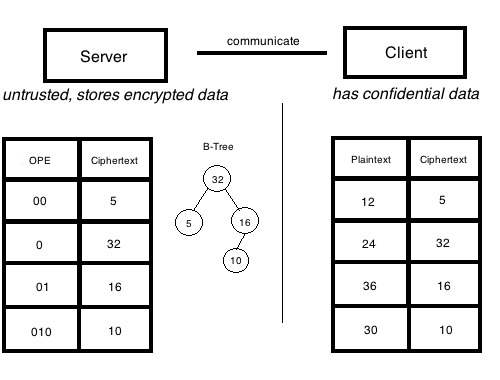 communicate
Server
Client
untrusted, stores encrypted data
has confidential data
OPE Ciphertext
00 5
0 32
01 16
010 10
B-Tree
32
5 16
10
Plaintext Ciphertext
12 5
24 32
36 16
30 10